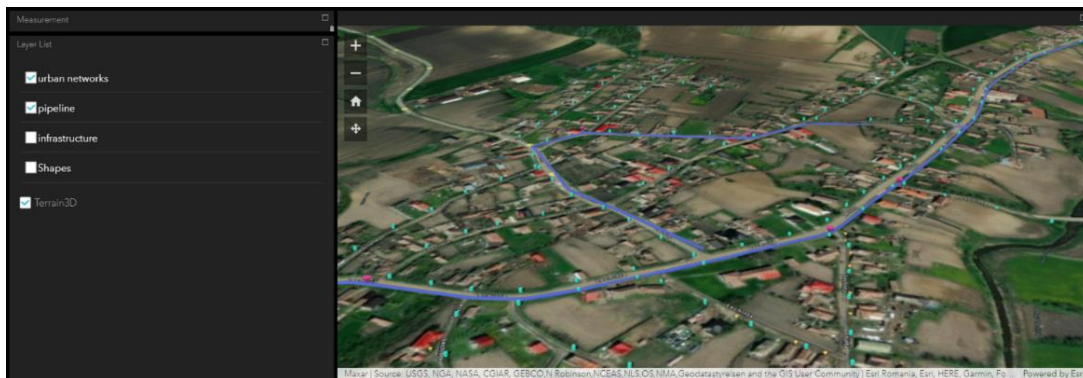 Measurement
Layer List
urban networks
pipeline
infrastructure
Shapes
Terrain3D
Maxar | Source: USGS, NGA, NASA, CGIAR, GEBCO,N Robinson,NCEAS,NLS,OS,NMA,Geodatastyrelsen and the GIS User Community | Esri Romania, Esri, HERE, Garmin, Fo... Powered by Esri